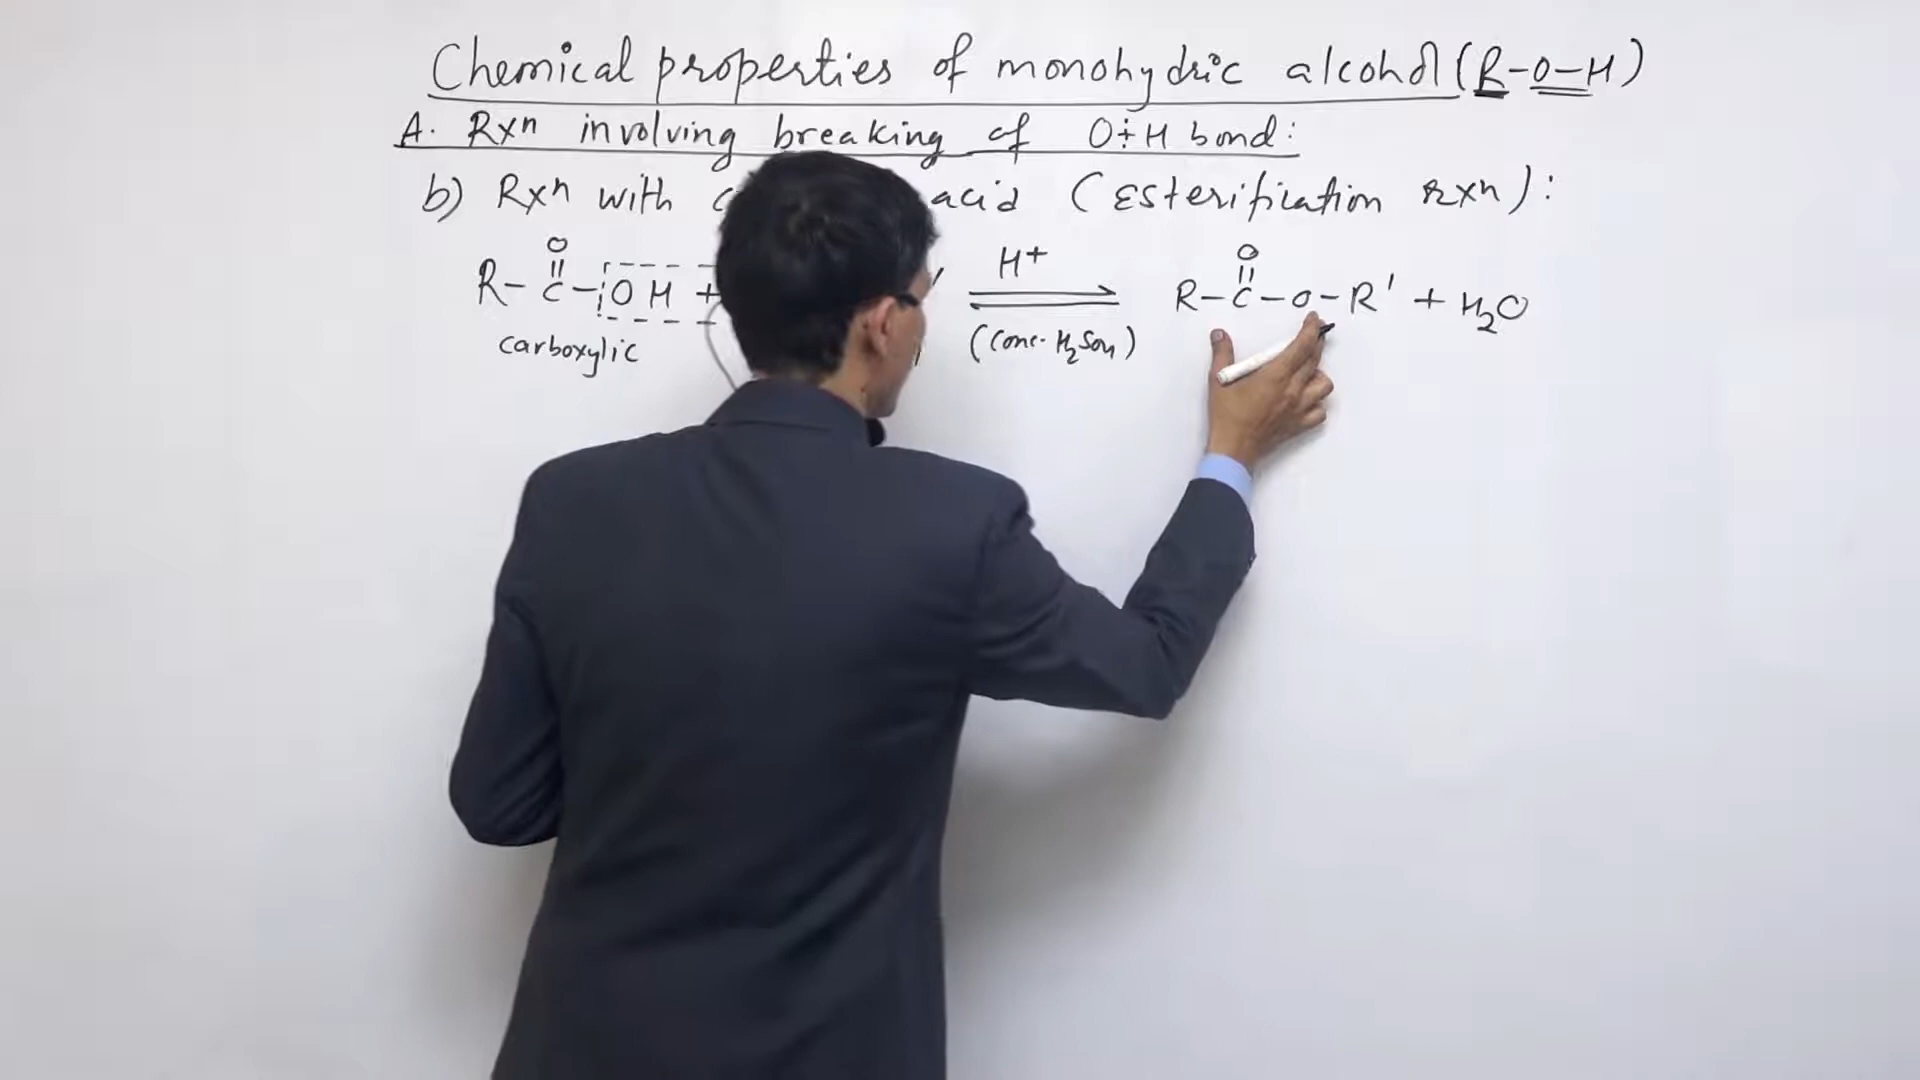 Chemical properties of monohydric alcohol (R-O-H)
A. Rxn involving breaking of O÷H bond:
b) Rxn with acid (Esterification rxn):
O O
R-C-OH + H+ R-C-O-R' + H2O
carboxylic (Conc. H2SO4)